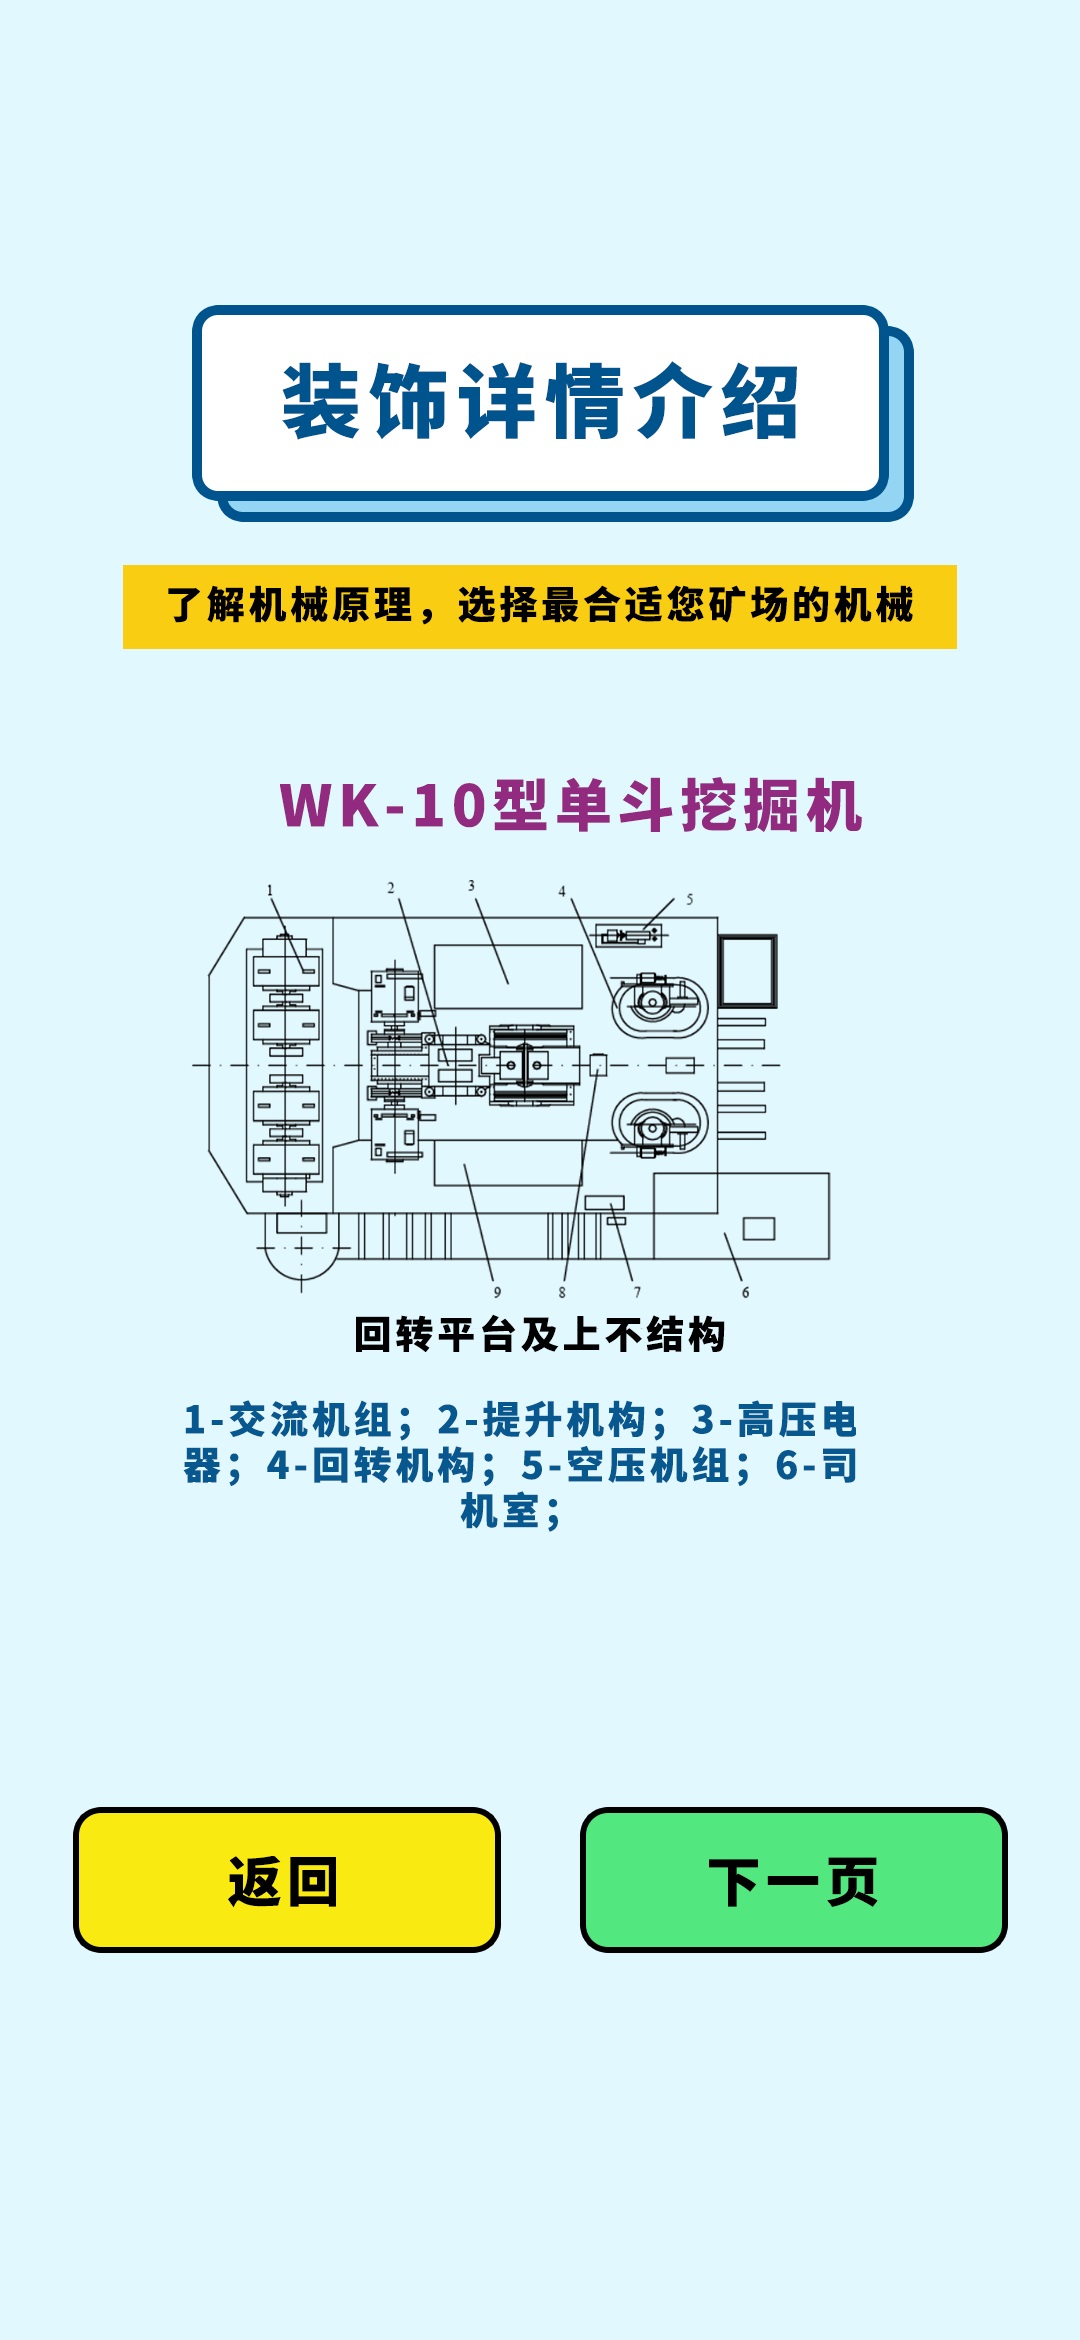 装饰详情介绍
了解机械原理，选择最合适您矿场的机械
WK-10型单斗挖掘机
1 2 3 4 5
9 8 7 6
回转平台及上不结构
1-交流机组；2-提升机构；3-高压电
器；4-回转机构；5-空压机组；6-司
机室；
返回 下一页